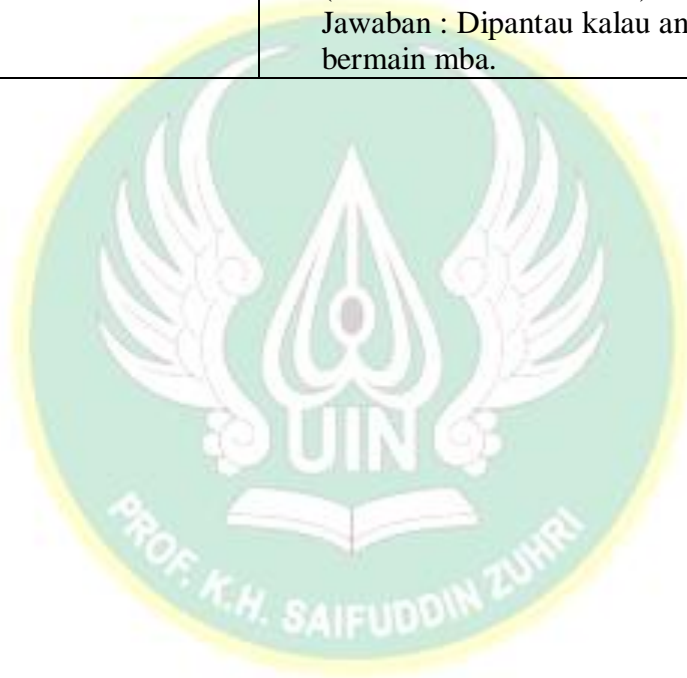 Jawaban : Dipantau kalau an
bermain mba.
UIN
PROF. K.H. SAIFUDDIN ZUHRI